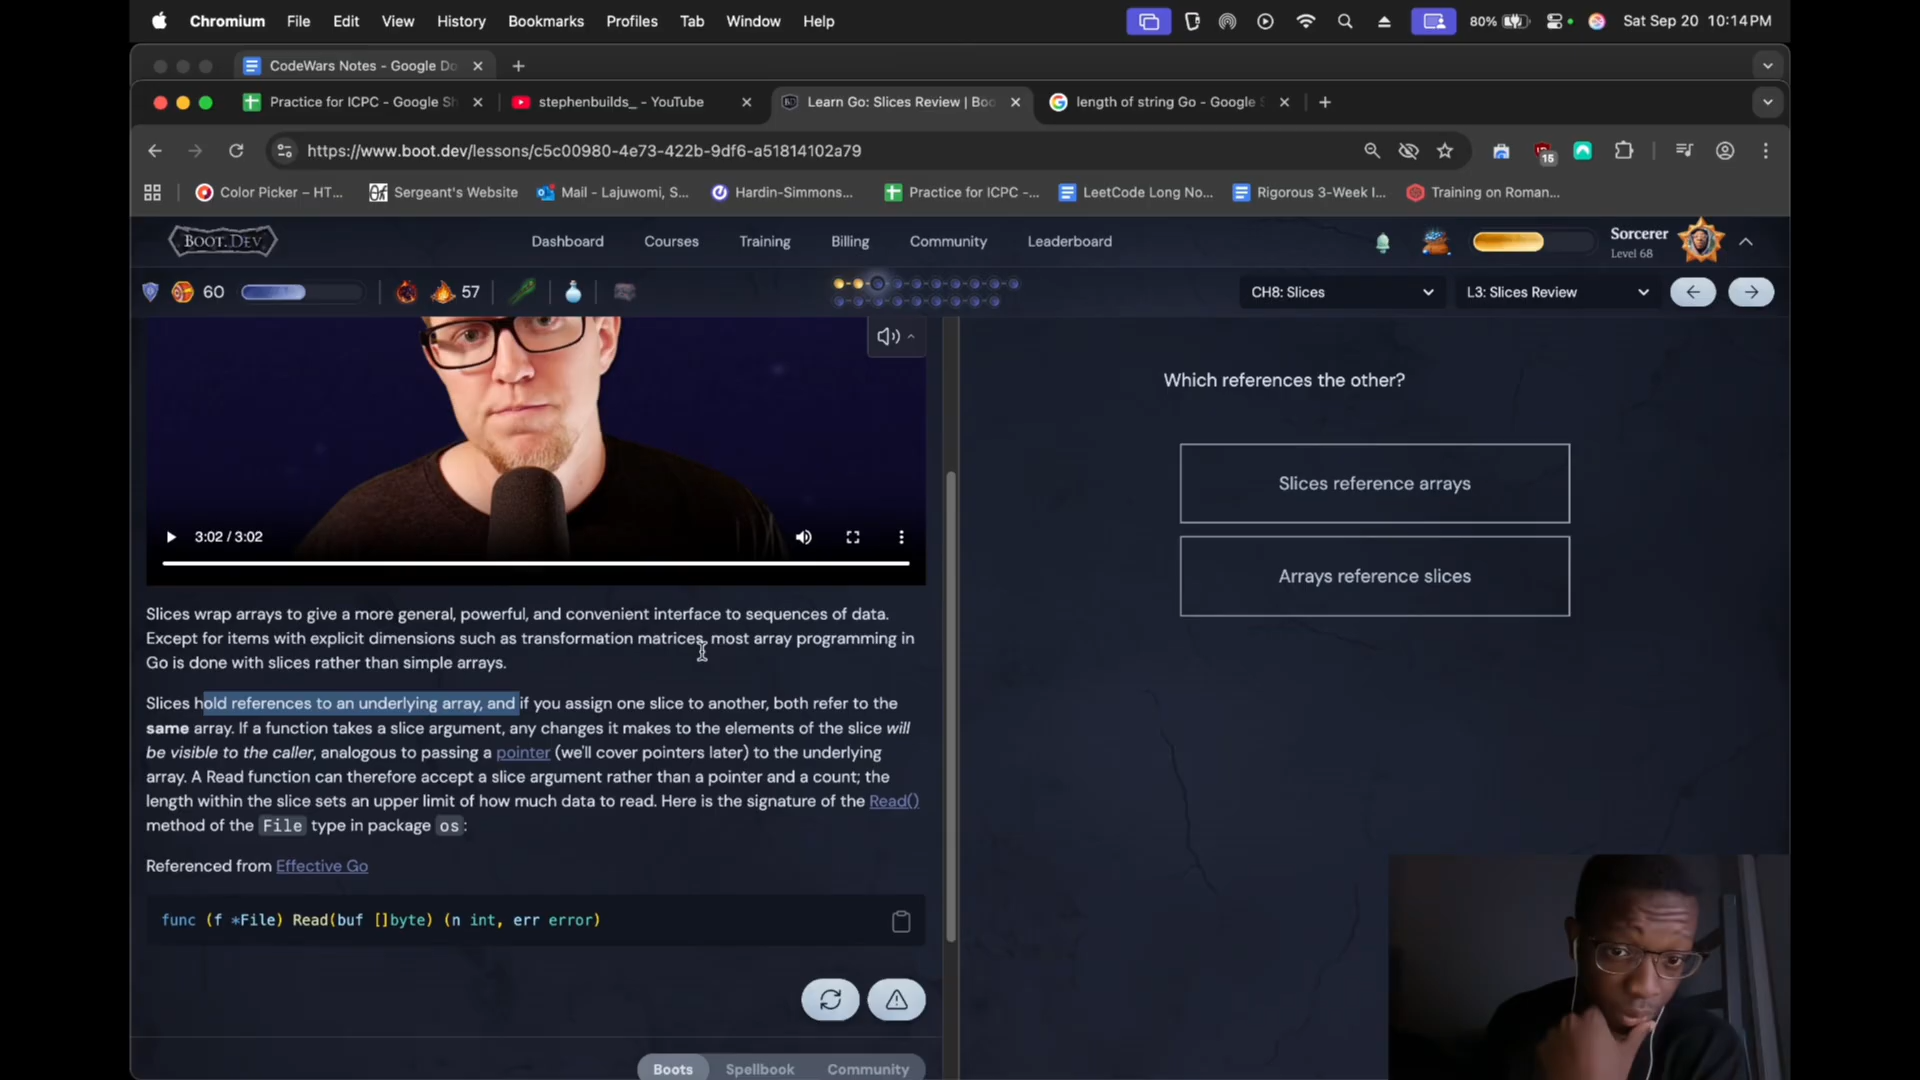 Chromium File Edit View History Bookmarks Profiles Tab Window Help 80% Sat Sep 20 10:14 PM
CodeWars Notes - Google Do
Practice for ICPC - Google Sh stephenbuilds_ - YouTube Learn Go: Slices Review | Boo length of string Go - Google S
https://www.boot.dev/lessons/c5c00980-4e73-422b-9df6-a51814102a79 15
Color Picker – HT... Sergeant's Website Mail - Lajuwomi, S... Hardin-Simmons... Practice for ICPC -... LeetCode Long No... Rigorous 3-Week I... Training on Roman...
BOOT.DEV Dashboard Courses Training Billing Community Leaderboard Sorcerer
Level 68
60 57 CH8: Slices L3: Slices Review
Which references the other?
Slices reference arrays
Arrays reference slices
3:02 / 3:02
Slices wrap arrays to give a more general, powerful, and convenient interface to sequences of data.
Except for items with explicit dimensions such as transformation matrices, most array programming in
Go is done with slices rather than simple arrays.
Slices hold references to an underlying array, and if you assign one slice to another, both refer to the
same array. If a function takes a slice argument, any changes it makes to the elements of the slice will
be visible to the caller, analogous to passing a pointer (we'll cover pointers later) to the underlying
array. A Read function can therefore accept a slice argument rather than a pointer and a count; the
length within the slice sets an upper limit of how much data to read. Here is the signature of the Read()
method of the File type in package os:
Referenced from Effective Go
func (f *File) Read(buf []byte) (n int, err error)
Boots Spellbook Community